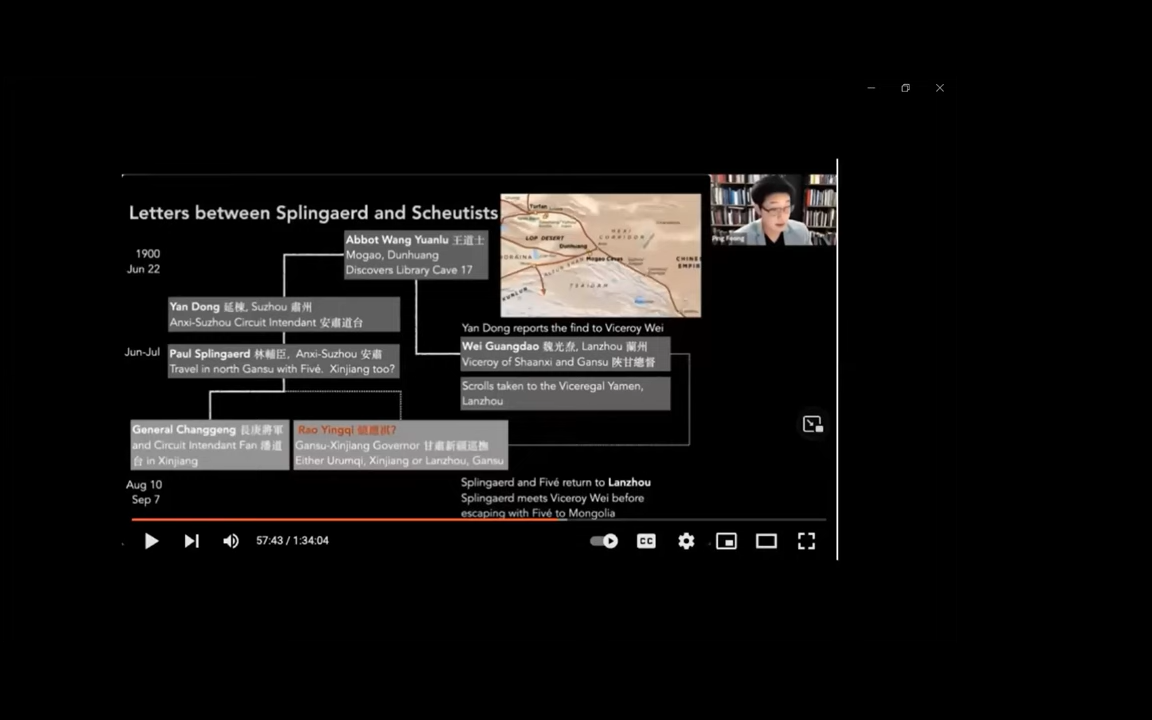 Letters between Splingaerd and Scheutists
1900
Jun 22
Abbot Wang Yuanlu 王道士
Mogao, Dunhuang
Discovers Library Cave 17
Turfan
LOP DESERT
Dunhuang
Mogao Caves
HEXI
CORRIDOR
TSAIDAM
KUNLUN
CHINESE
EMPIRE
Ping Foong
Yan Dong 延棟, Suzhou 肅州
Anxi-Suzhou Circuit Intendant 安肅道台
Yan Dong reports the find to Viceroy Wei
Jun-Jul
Paul Splingaerd 林輔臣, Anxi-Suzhou 安肅
Travel in north Gansu with Fivé. Xinjiang too?
Wei Guangdao 魏光燾, Lanzhou 蘭州
Viceroy of Shaanxi and Gansu 陝甘總督
Scrolls taken to the Viceregal Yamen,
Lanzhou
General Changgeng 長庚將軍
and Circuit Intendant Fan 潘道
台 in Xinjiang
Rao Yingqi
Gansu-Xinjiang Governor 甘肅新疆巡撫
Either Urumqi, Xinjiang or Lanzhou, Gansu
Aug 10
Sep 7
Splingaerd and Fivé return to Lanzhou
Splingaerd meets Viceroy Wei before
escaping with Fivé to Mongolia
57:43 / 1:34:04
CC